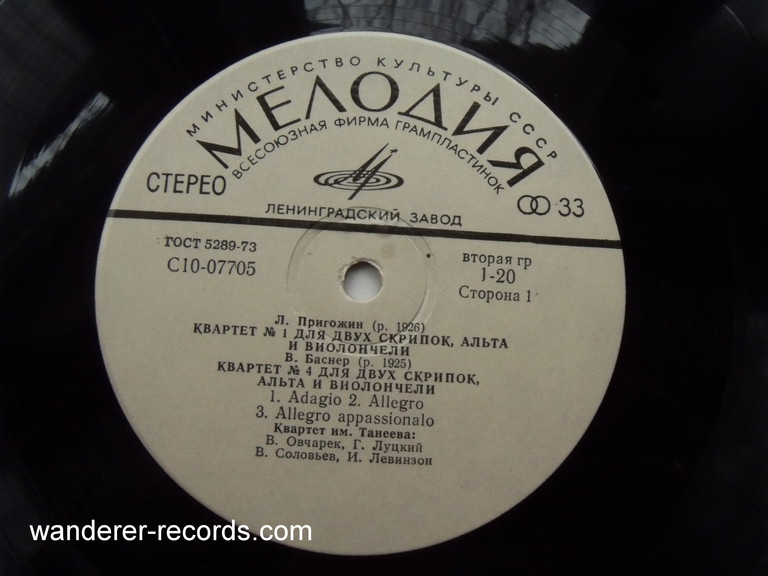 МИНИСТЕРСТВО КУЛЬТУРЫ СССР
МЕЛОДИЯ
ВСЕСОЮЗНАЯ ФИРМА ГРАМПЛАСТИНОК
СТЕРЕО
33
ЛЕНИНГРАДСКИЙ ЗАВОД
ГОСТ 5289-73
С10-07705
вторая гр
1-20
Сторона 1
Л. Пригожин (р. 1926)
КВАРТЕТ № 1 ДЛЯ ДВУХ СКРИПОК, АЛЬТА
И ВИОЛОНЧЕЛИ
В. Баснер (р. 1925)
КВАРТЕТ № 4 ДЛЯ ДВУХ СКРИПОК,
АЛЬТА И ВИОЛОНЧЕЛИ
1. Adagio 2. Allegro
3. Allegro appassionalo
Квартет им. Танеева:
В. Овчарек, Г. Луцкий
В. Соловьев, И. Левинзон
wanderer-records.com